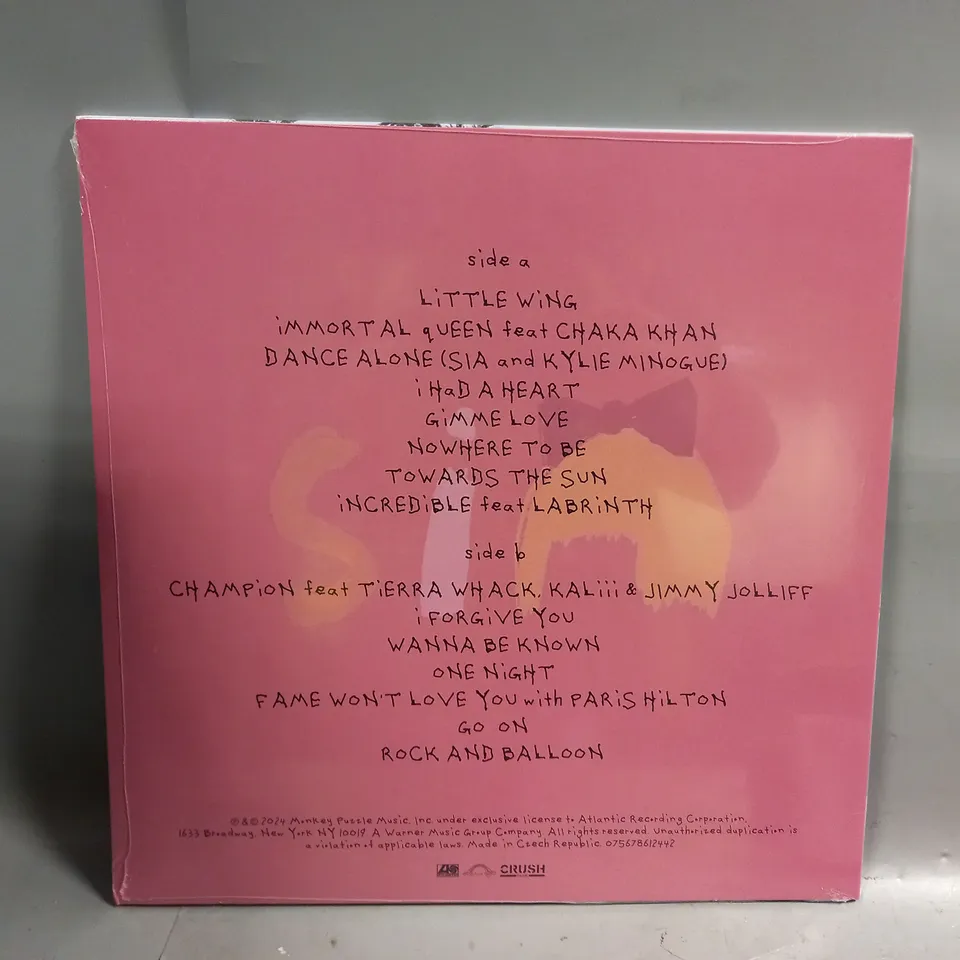 side a
LiTTLE WiNG
iMMORTAL qUEEN feat CHAKA KHAN
DANCE ALONE (SIA and KYLIE MINOGUE)
i HaD A HEART
GiMME LOVE
NOWHERE TO BE
TOWARDS THE SUN
iNCREDiBLE feat LABRiNTH
side b
CHAMPiON feat TiERRA WHACK, KALiii & JIMMY JOLLIFF
i FORGiVE YOU
WANNA BE KNOWN
ONE NiGHT
FAME WON'T LOVE YOU with PARiS HiLTON
GO ON
ROCK AND BALLOON
sia
℗ & © 2024 Monkey Puzzle Music, Inc. under exclusive license to Atlantic Recording Corporation,
1633 Broadway, New York NY 10019. A Warner Music Group Company. All rights reserved. Unauthorized duplication is
a violation of applicable laws. Made in Czech Republic. 075678612442
CRUSH